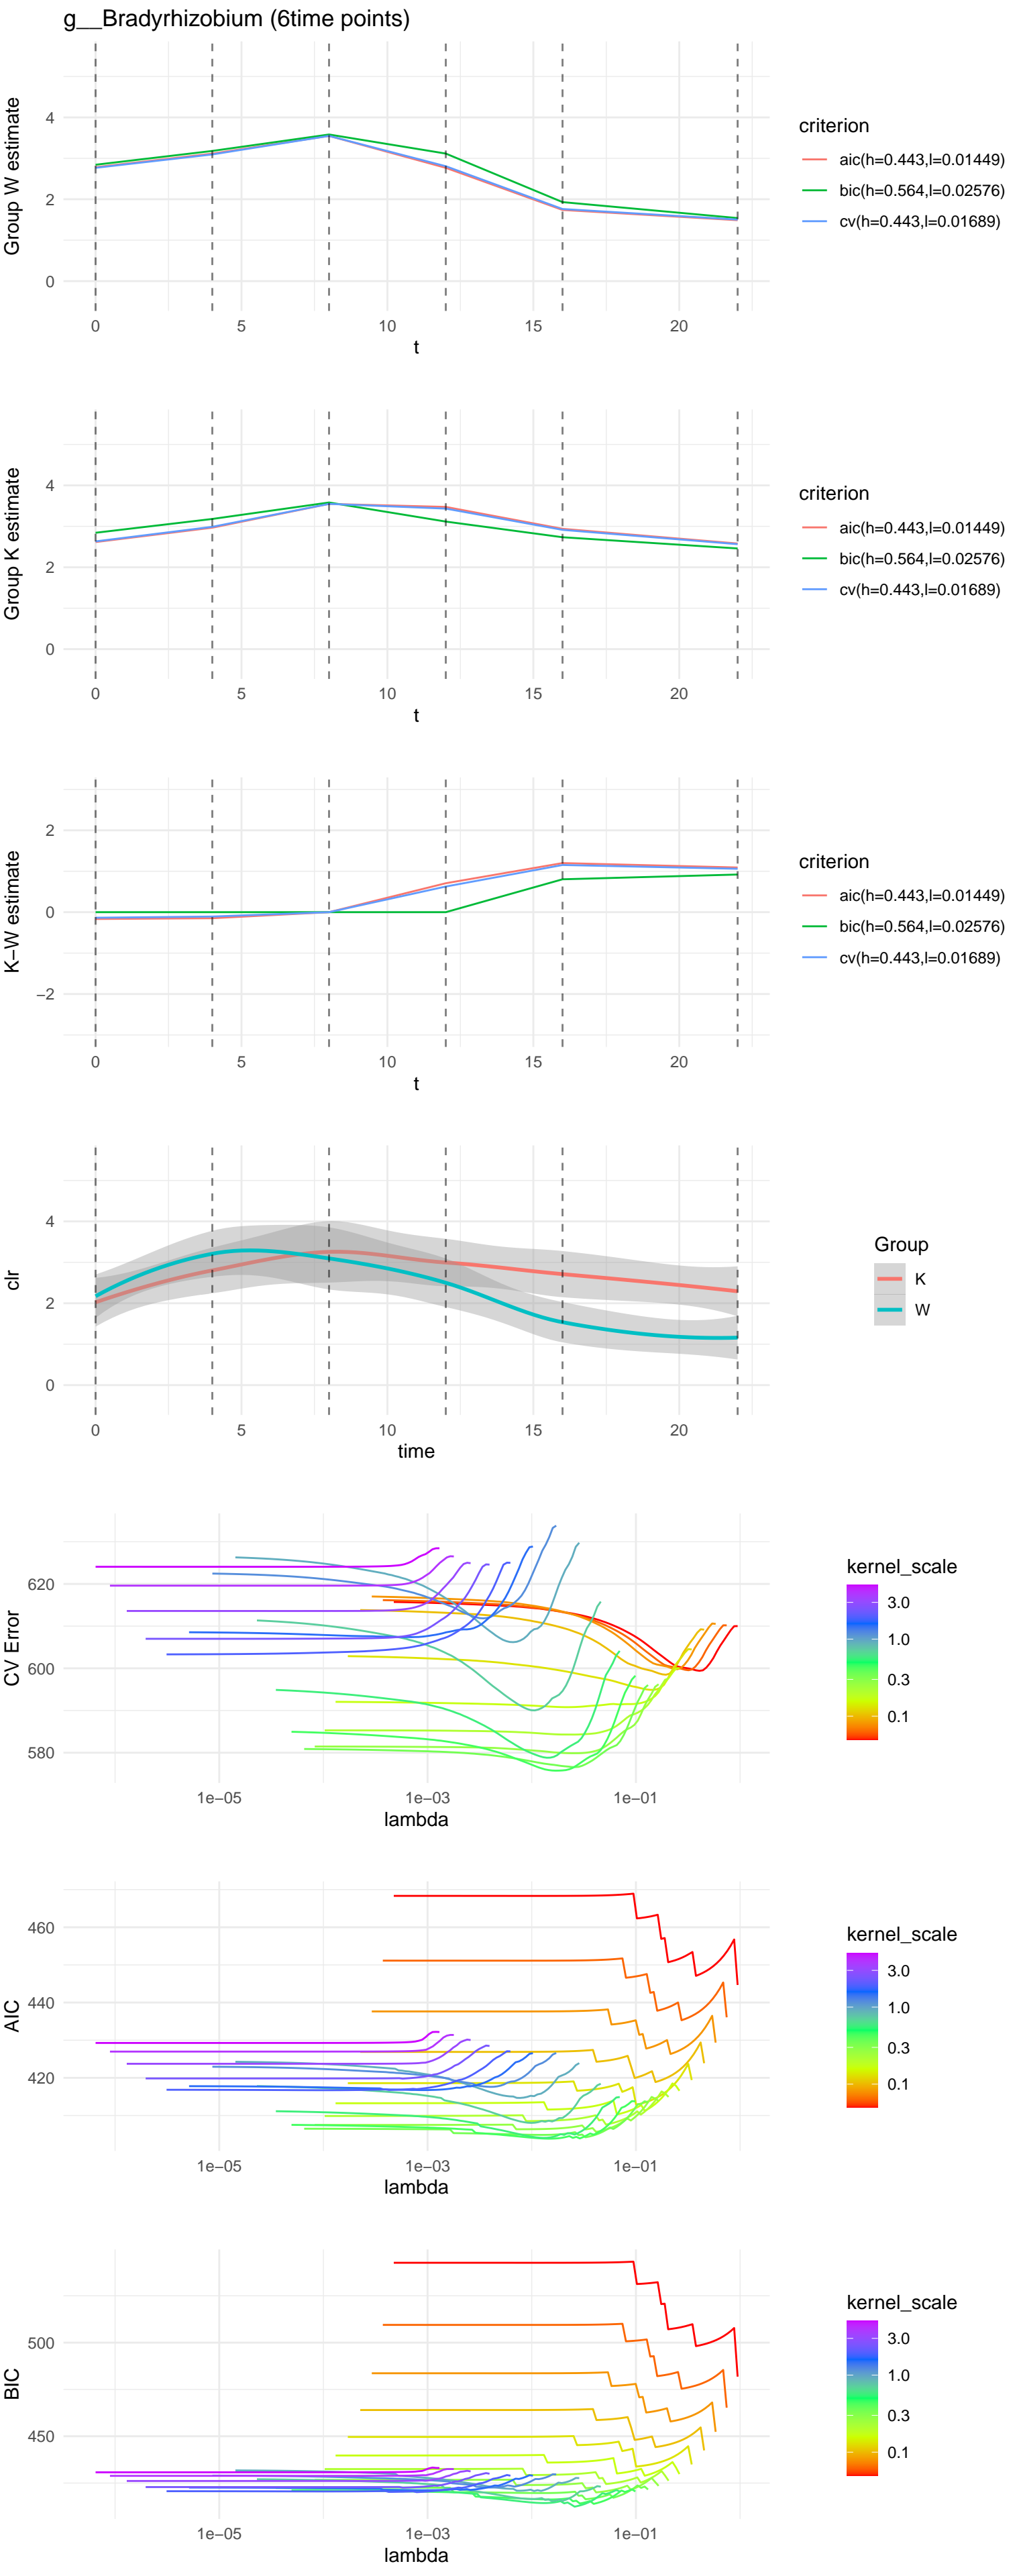 g__Bradyrhizobium (6time points)
Group W estimate
4
2
0
0 5 10 15 20
t
criterion
aic(h=0.443,l=0.01449)
bic(h=0.564,l=0.02576)
cv(h=0.443,l=0.01689)
Group K estimate
4
2
0
0 5 10 15 20
t
criterion
aic(h=0.443,l=0.01449)
bic(h=0.564,l=0.02576)
cv(h=0.443,l=0.01689)
K−W estimate
2
0
−2
0 5 10 15 20
t
criterion
aic(h=0.443,l=0.01449)
bic(h=0.564,l=0.02576)
cv(h=0.443,l=0.01689)
clr
4
2
0
0 5 10 15 20
time
Group
K
W
CV Error
620
600
580
1e−05 1e−03 1e−01
lambda
kernel_scale
3.0
1.0
0.3
0.1
AIC
460
440
420
1e−05 1e−03 1e−01
lambda
kernel_scale
3.0
1.0
0.3
0.1
BIC
500
450
1e−05 1e−03 1e−01
lambda
kernel_scale
3.0
1.0
0.3
0.1